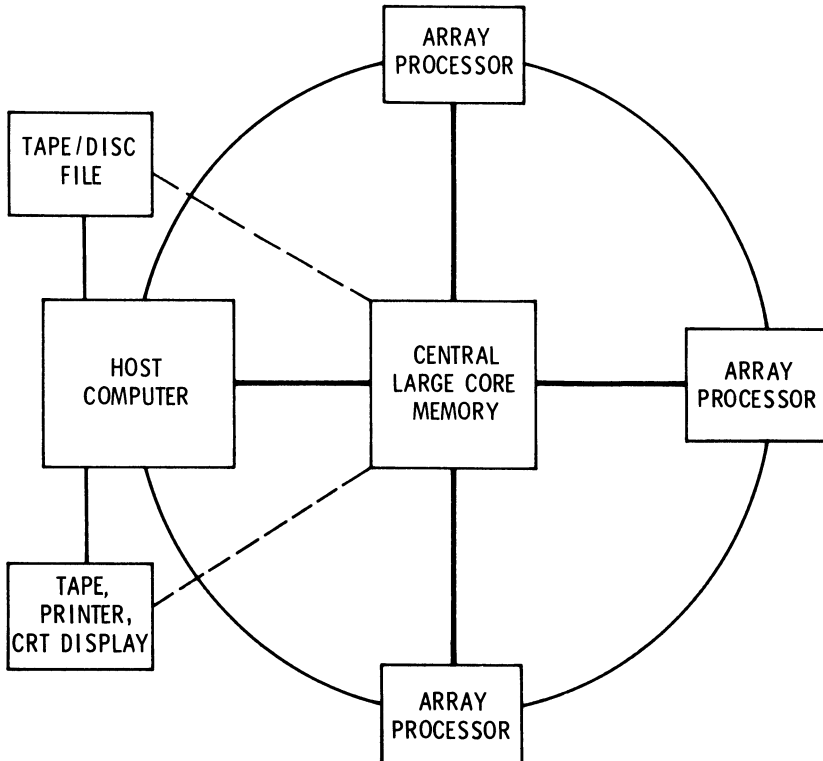 ARRAY
PROCESSOR
TAPE/DISC
FILE
HOST
COMPUTER
CENTRAL
LARGE CORE
MEMORY
ARRAY
PROCESSOR
TAPE,
PRINTER,
CRT DISPLAY
ARRAY
PROCESSOR